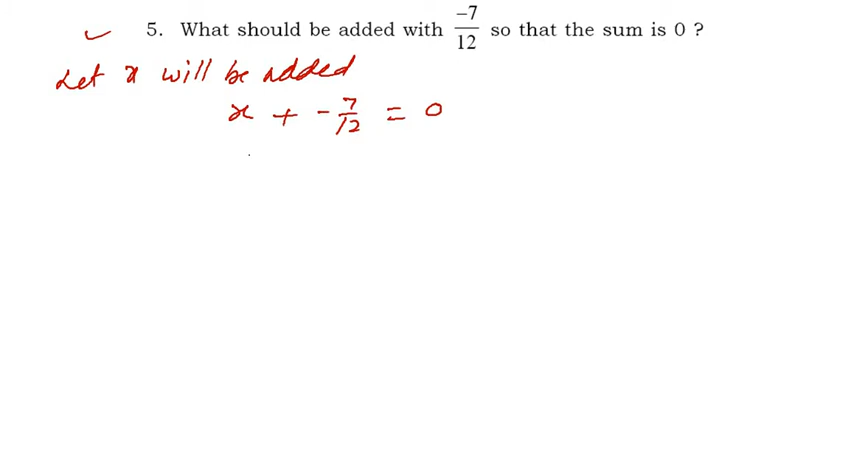 5. What should be added with -7/12 so that the sum is 0 ?
Let x will be added
x + - 7/12 = 0